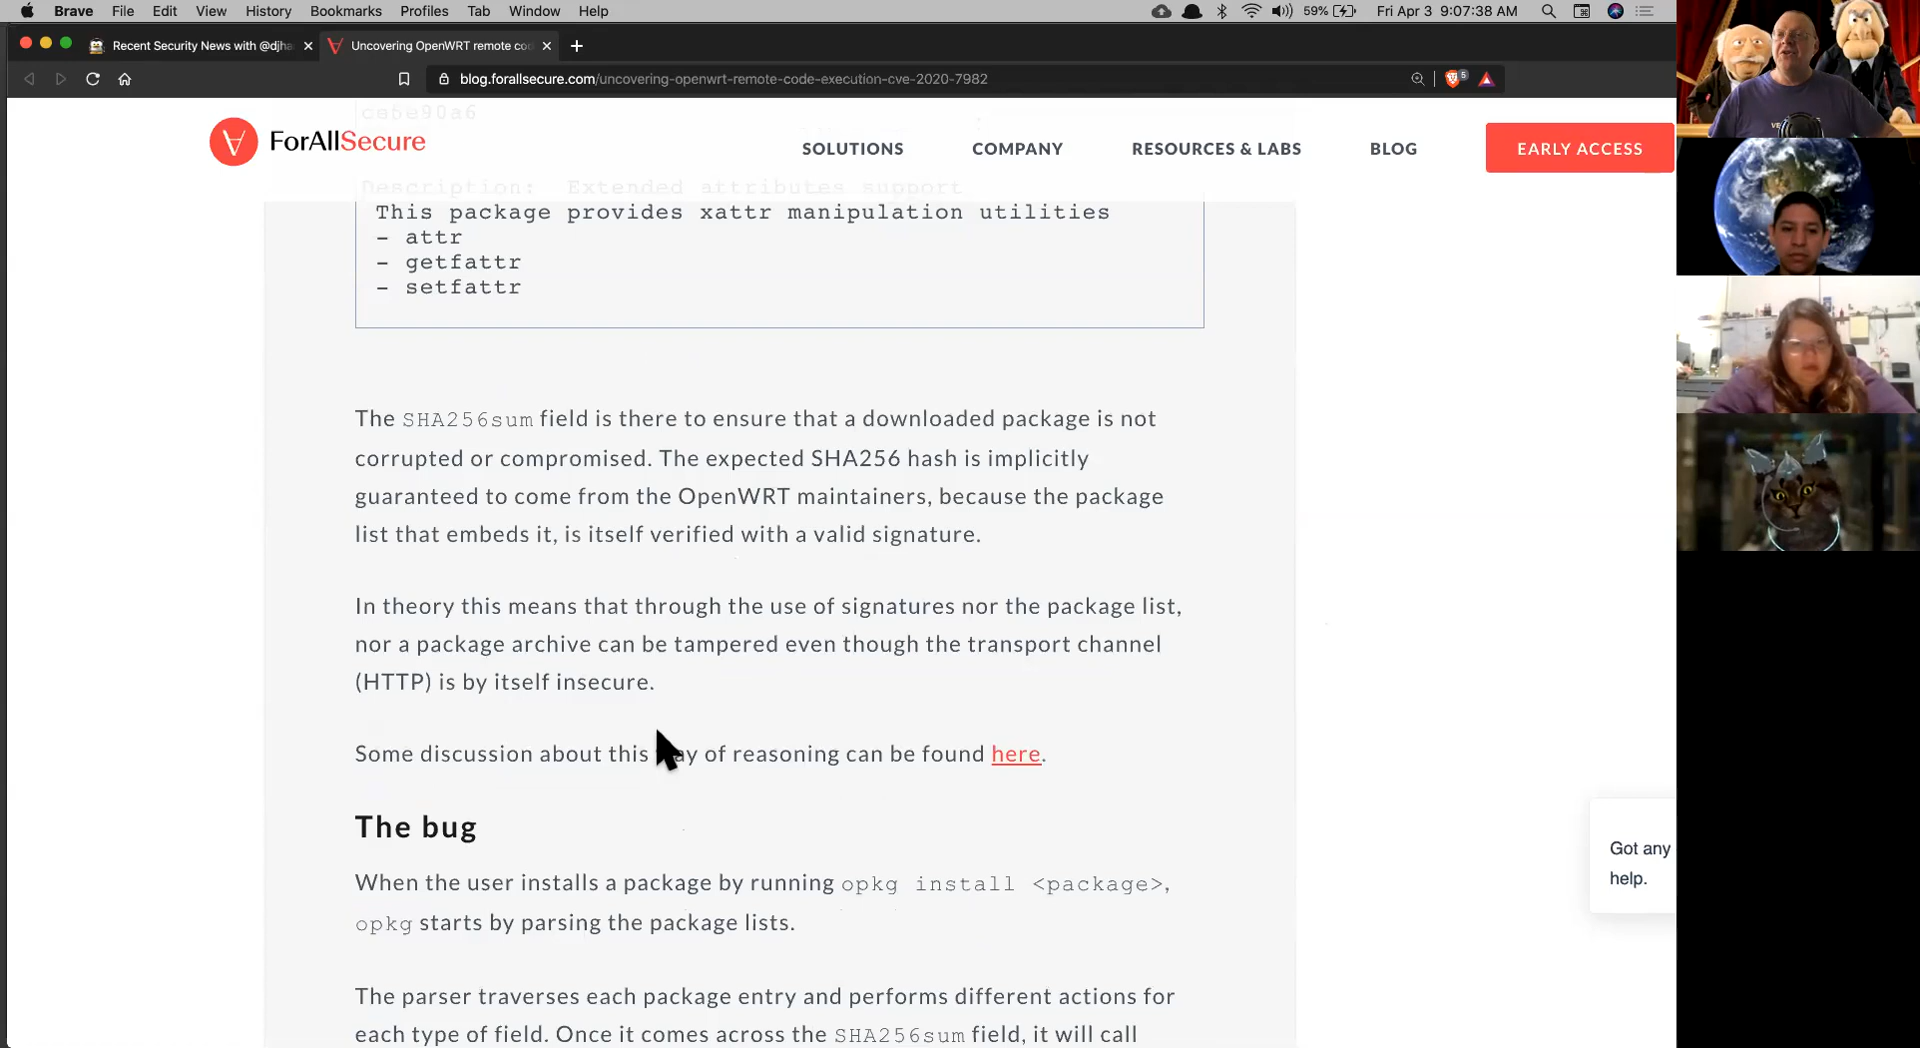 Brave File Edit View History Bookmarks Profiles Tab Window Help 59% Fri Apr 3 9:07:38 AM
Recent Security News with @djha
Uncovering OpenWRT remote co
blog.forallsecure.com/uncovering-openwrt-remote-code-execution-cve-2020-7982
5
ForAllSecure
SOLUTIONS COMPANY RESOURCES & LABS BLOG EARLY ACCESS
Description: Extended attributes support
This package provides xattr manipulation utilities
- attr
- getfattr
- setfattr
The SHA256sum field is there to ensure that a downloaded package is not
corrupted or compromised. The expected SHA256 hash is implicitly
guaranteed to come from the OpenWRT maintainers, because the package
list that embeds it, is itself verified with a valid signature.
In theory this means that through the use of signatures nor the package list,
nor a package archive can be tampered even though the transport channel
(HTTP) is by itself insecure.
Some discussion about this way of reasoning can be found here.
The bug
When the user installs a package by running opkg install <package>,
opkg starts by parsing the package lists.
The parser traverses each package entry and performs different actions for
each type of field. Once it comes across the SHA256sum field, it will call
Got any
help.